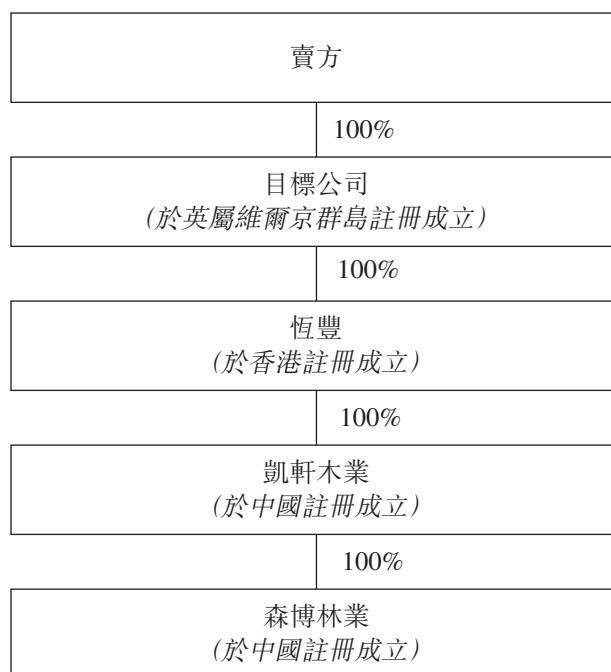 賣方
100%
目標公司
(於英屬維爾京群島註冊成立)
100%
恆豐
(於香港註冊成立)
100%
凱軒木業
(於中國註冊成立)
100%
森博林業
(於中國註冊成立)